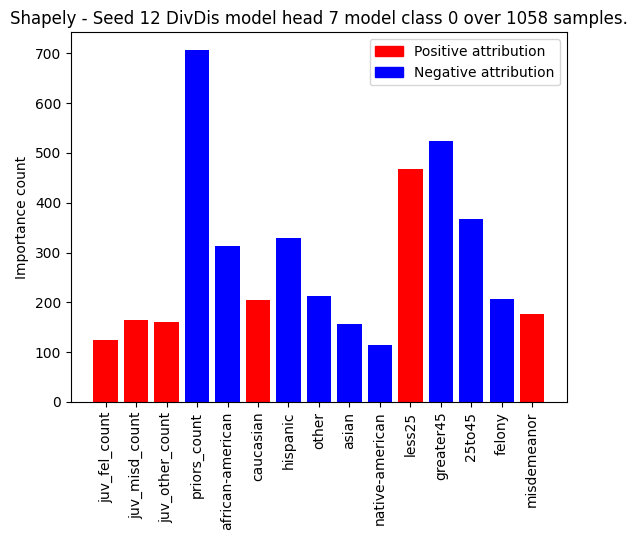 Shapely - Seed 12 DivDis model head 7 model class 0 over 1058 samples.
Positive attribution
Negative attribution
Importance count
700
600
500
400
300
200
100
0
juv_fel_count
juv_misd_count
juv_other_count
priors_count
african-american
caucasian
hispanic
other
asian
native-american
less25
greater45
25to45
felony
misdemeanor